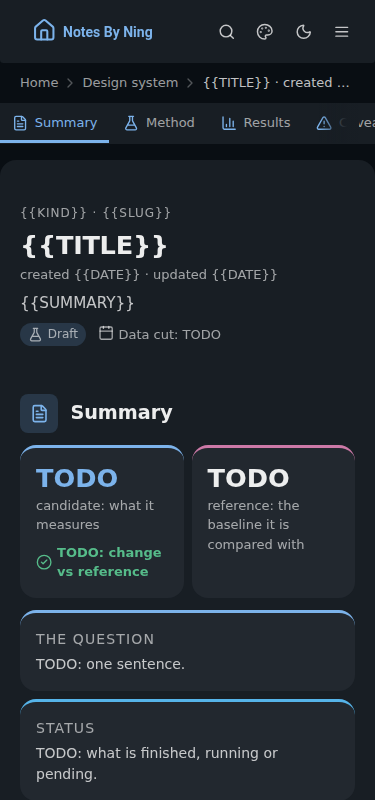 Notes By Ning
Home > Design system > {{TITLE}} · created ...
Summary Method Results
{{KIND}} · {{SLUG}}
{{TITLE}}
created {{DATE}} · updated {{DATE}}
{{SUMMARY}}
Draft Data cut: TODO
Summary
TODO
candidate: what it
measures
TODO: change
vs reference
TODO
reference: the
baseline it is
compared with
THE QUESTION
TODO: one sentence.
STATUS
TODO: what is finished, running or
pending.